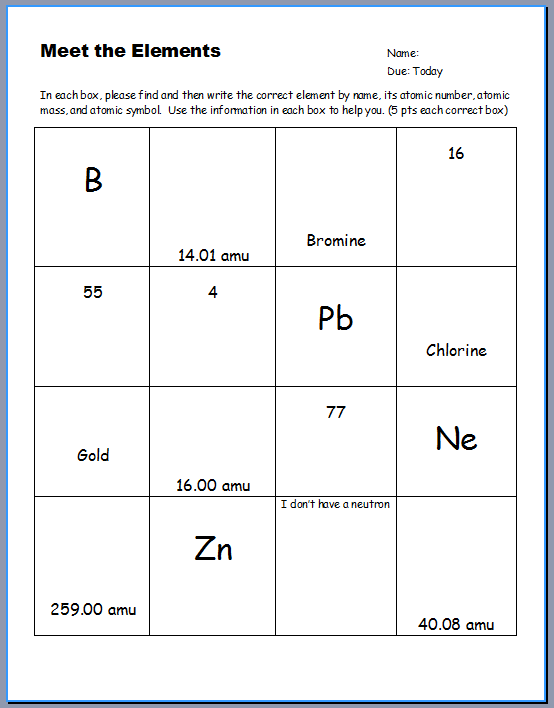 Meet the Elements
Name:
Due: Today
In each box, please find and then write the correct element by name, its atomic number, atomic
mass, and atomic symbol.  Use the information in each box to help you. (5 pts each correct box)
B
14.01 amu
Bromine
16
55
4
Pb
Chlorine
Gold
16.00 amu
77
Ne
259.00 amu
Zn
I don't have a neutron
40.08 amu